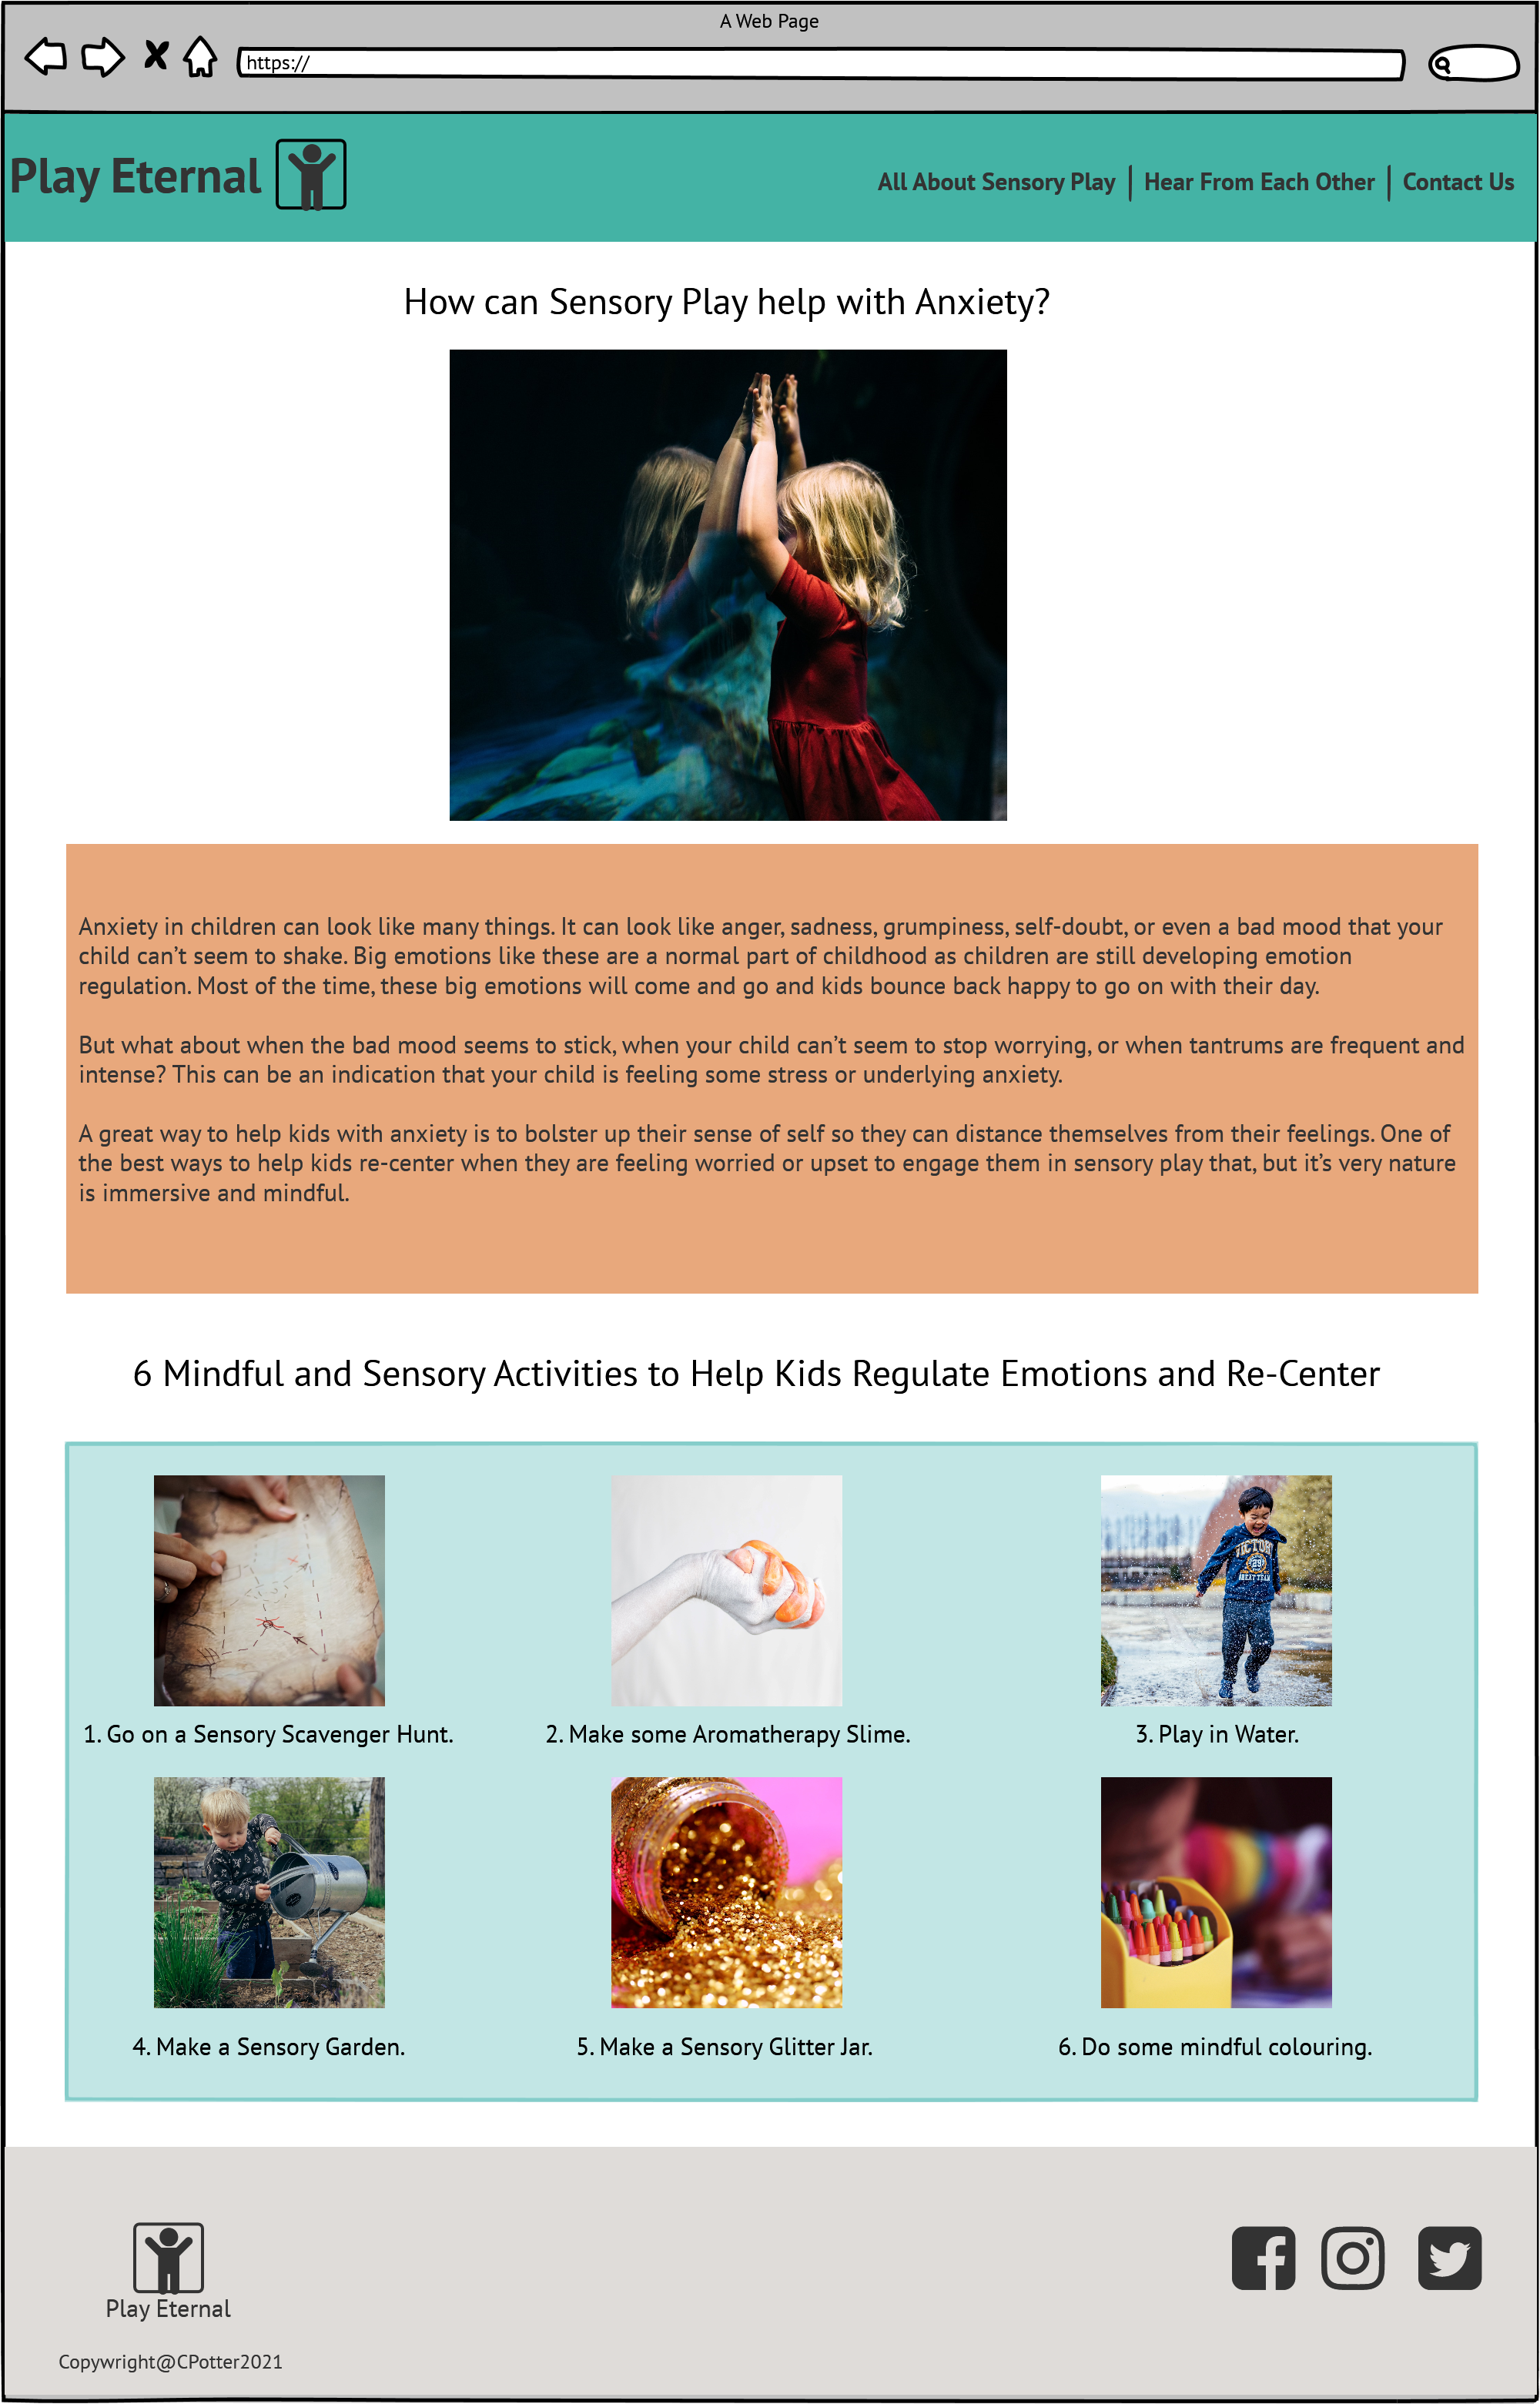 A Web Page
https://
Play Eternal
All About Sensory Play | Hear From Each Other | Contact Us
How can Sensory Play help with Anxiety?
Anxiety in children can look like many things. It can look like anger, sadness, grumpiness, self-doubt, or even a bad mood that your
child can’t seem to shake. Big emotions like these are a normal part of childhood as children are still developing emotion
regulation. Most of the time, these big emotions will come and go and kids bounce back happy to go on with their day.
But what about when the bad mood seems to stick, when your child can’t seem to stop worrying, or when tantrums are frequent and
intense? This can be an indication that your child is feeling some stress or underlying anxiety.
A great way to help kids with anxiety is to bolster up their sense of self so they can distance themselves from their feelings. One of
the best ways to help kids re-center when they are feeling worried or upset to engage them in sensory play that, but it’s very nature
is immersive and mindful.
6 Mindful and Sensory Activities to Help Kids Regulate Emotions and Re-Center
VICTORY
29
GREAT TEAM
1. Go on a Sensory Scavenger Hunt.
2. Make some Aromatherapy Slime.
3. Play in Water.
4. Make a Sensory Garden.
5. Make a Sensory Glitter Jar.
6. Do some mindful colouring.
Play Eternal
Copywright@CPotter2021